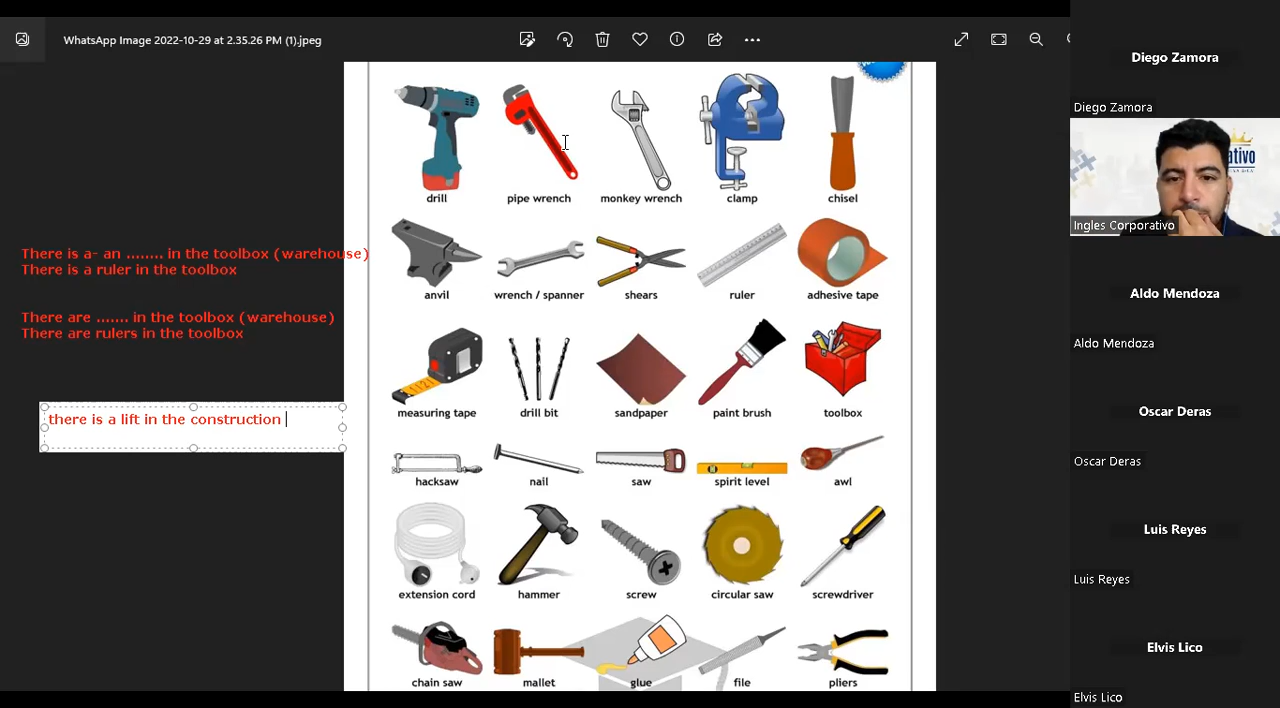 WhatsApp Image 2022-10-29 at 2.35.26 PM (1).jpeg
drill
pipe wrench
monkey wrench
clamp
chisel
There is a- an ........ in the toolbox (warehouse)
There is a ruler in the toolbox
anvil
wrench / spanner
shears
ruler
adhesive tape
There are ....... in the toolbox (warehouse)
There are rulers in the toolbox
measuring tape
drill bit
sandpaper
paint brush
toolbox
there is a lift in the construction
hacksaw
nail
saw
spirit level
awl
extension cord
hammer
screw
circular saw
screwdriver
chain saw
mallet
glue
file
pliers
Diego Zamora
Diego Zamora
ativo
Ingles Corporativo
Aldo Mendoza
Aldo Mendoza
Oscar Deras
Oscar Deras
Luis Reyes
Luis Reyes
Elvis Lico
Elvis Lico